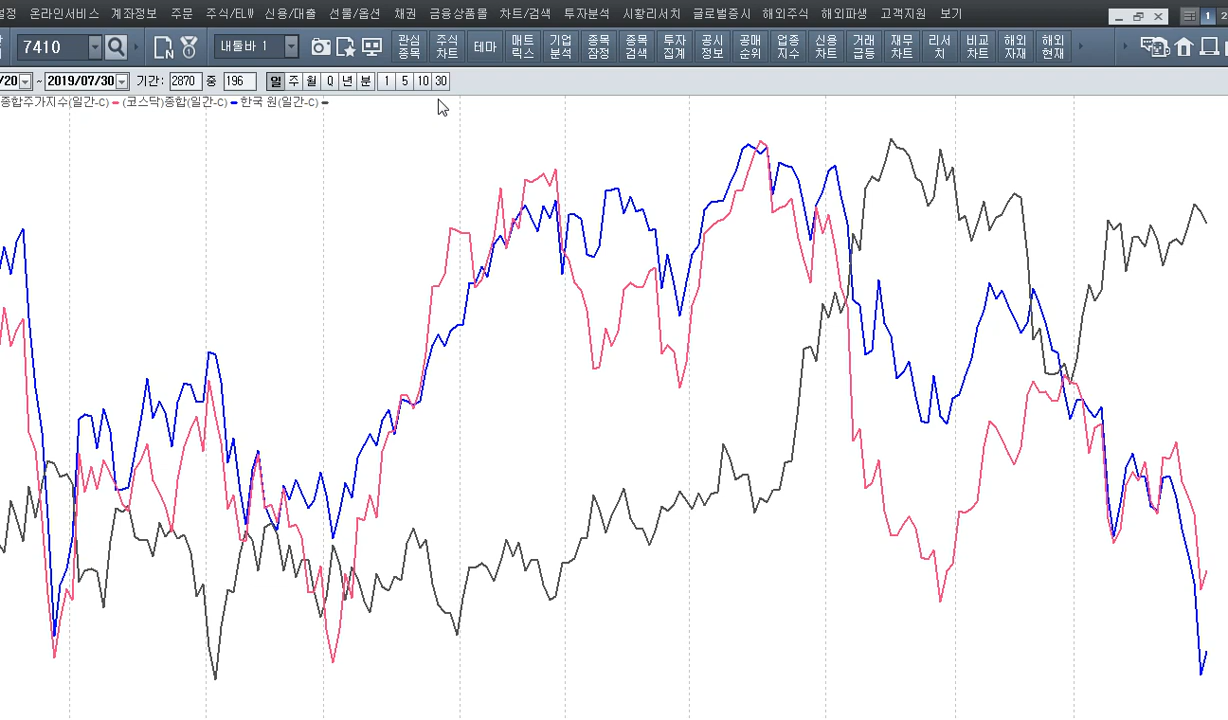 설정 온라인서비스 계좌정보 주문 주식/ELW 신용/대출 선물/옵션 채권 금융상품몰 차트/검색 투자분석 시황리서치 글로벌증시 해외주식 해외파생 고객지원 보기 1 2
7410 N 내툴바 1 관심종목 주식차트 테마 매트릭스 기업분석 종목잠정 종목검색 투자집계 공시정보 공매순위 업종지수 신용차트 거래급등 재무차트 리서치 비교차트 해외자재 해외현재
/20 ~ 2019/07/30 기간: 2870 중 196 일 주 월 Q 년 분 1 5 10 30
종합주가지수(일간-C) (코스닥)종합(일간-C) 한국 원(일간-C)